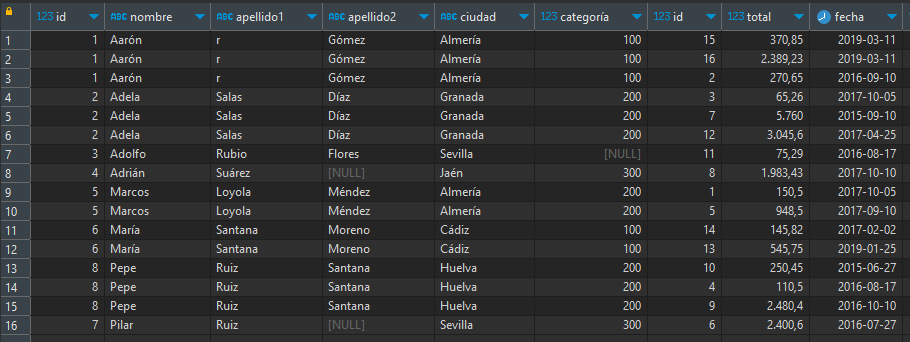 123 id ABC nombre ABC apellido1 ABC apellido2 ABC ciudad 123 categoría 123 id 123 total fecha
1 1 Aarón r Gómez Almería 100 15 370,85 2019-03-11
2 1 Aarón r Gómez Almería 100 16 2.389,23 2019-03-11
3 1 Aarón r Gómez Almería 100 2 270,65 2016-09-10
4 2 Adela Salas Díaz Granada 200 3 65,26 2017-10-05
5 2 Adela Salas Díaz Granada 200 7 5.760 2015-09-10
6 2 Adela Salas Díaz Granada 200 12 3.045,6 2017-04-25
7 3 Adolfo Rubio Flores Sevilla [NULL] 11 75,29 2016-08-17
8 4 Adrián Suárez [NULL] Jaén 300 8 1.983,43 2017-10-10
9 5 Marcos Loyola Méndez Almería 200 1 150,5 2017-10-05
10 5 Marcos Loyola Méndez Almería 200 5 948,5 2017-09-10
11 6 María Santana Moreno Cádiz 100 14 145,82 2017-02-02
12 6 María Santana Moreno Cádiz 100 13 545,75 2019-01-25
13 8 Pepe Ruiz Santana Huelva 200 10 250,45 2015-06-27
14 8 Pepe Ruiz Santana Huelva 200 4 110,5 2016-08-17
15 8 Pepe Ruiz Santana Huelva 200 9 2.480,4 2016-10-10
16 7 Pilar Ruiz [NULL] Sevilla 300 6 2.400,6 2016-07-27